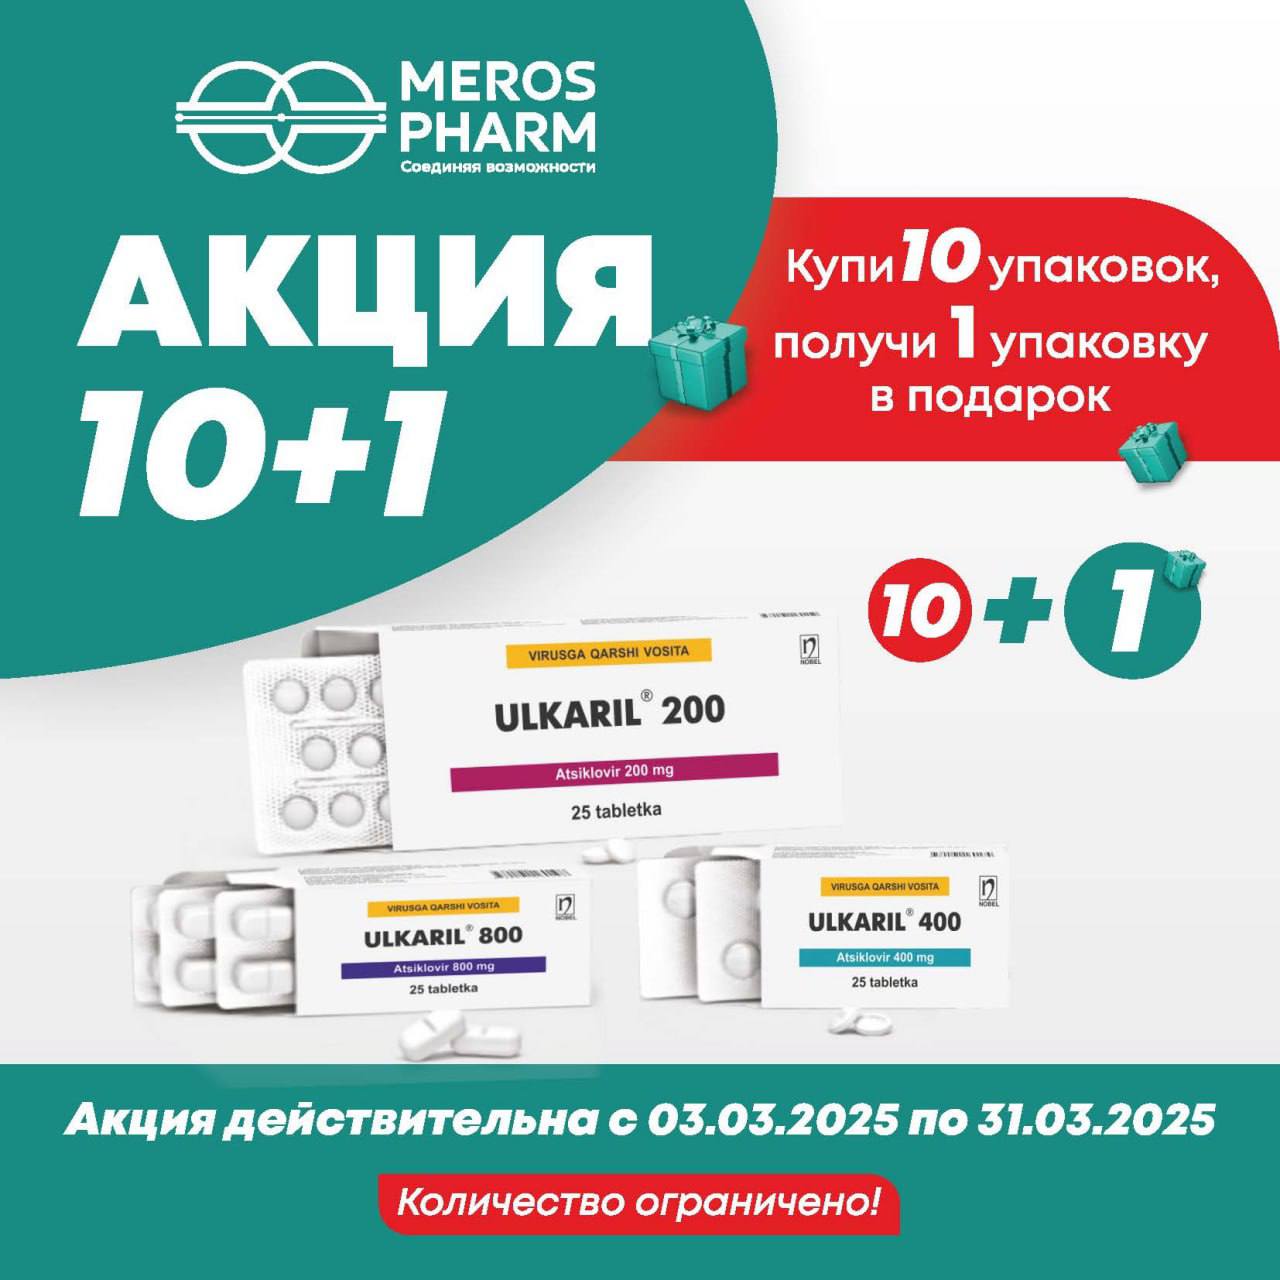 MEROS
PHARM
Соединяя возможности
АКЦИЯ
10+1
Купи 10 упаковок,
получи 1 упаковку
в подарок
10 + 1
VIRUSGA QARSHI VOSITA
NOBEL
ULKARIL® 200
Atsiklovir 200 mg
25 tabletka
VIRUSGA QARSHI VOSITA
NOBEL
ULKARIL® 800
Atsiklovir 800 mg
25 tabletka
VIRUSGA QARSHI VOSITA
NOBEL
ULKARIL® 400
Atsiklovir 400 mg
25 tabletka
Акция действительна с 03.03.2025 по 31.03.2025
Количество ограничено!